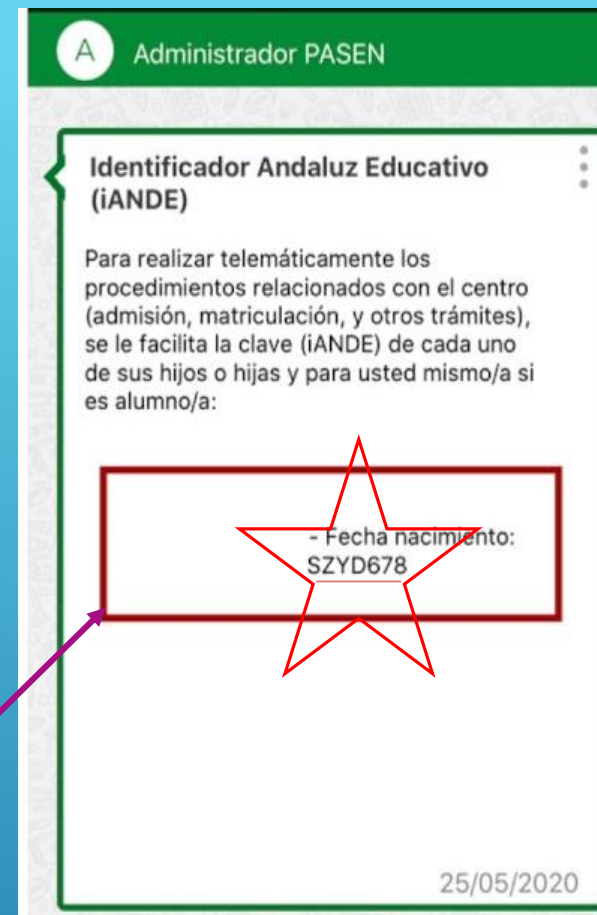 A
Administrador PASEN
Identificador Andaluz Educativo
(iANDE)
Para realizar telemáticamente los
procedimientos relacionados con el centro
(admisión, matriculación, y otros trámites),
se le facilita la clave (iANDE) de cada uno
de sus hijos o hijas y para usted mismo/a si
es alumno/a:
- Fecha nacimiento:
SZYD678
25/05/2020